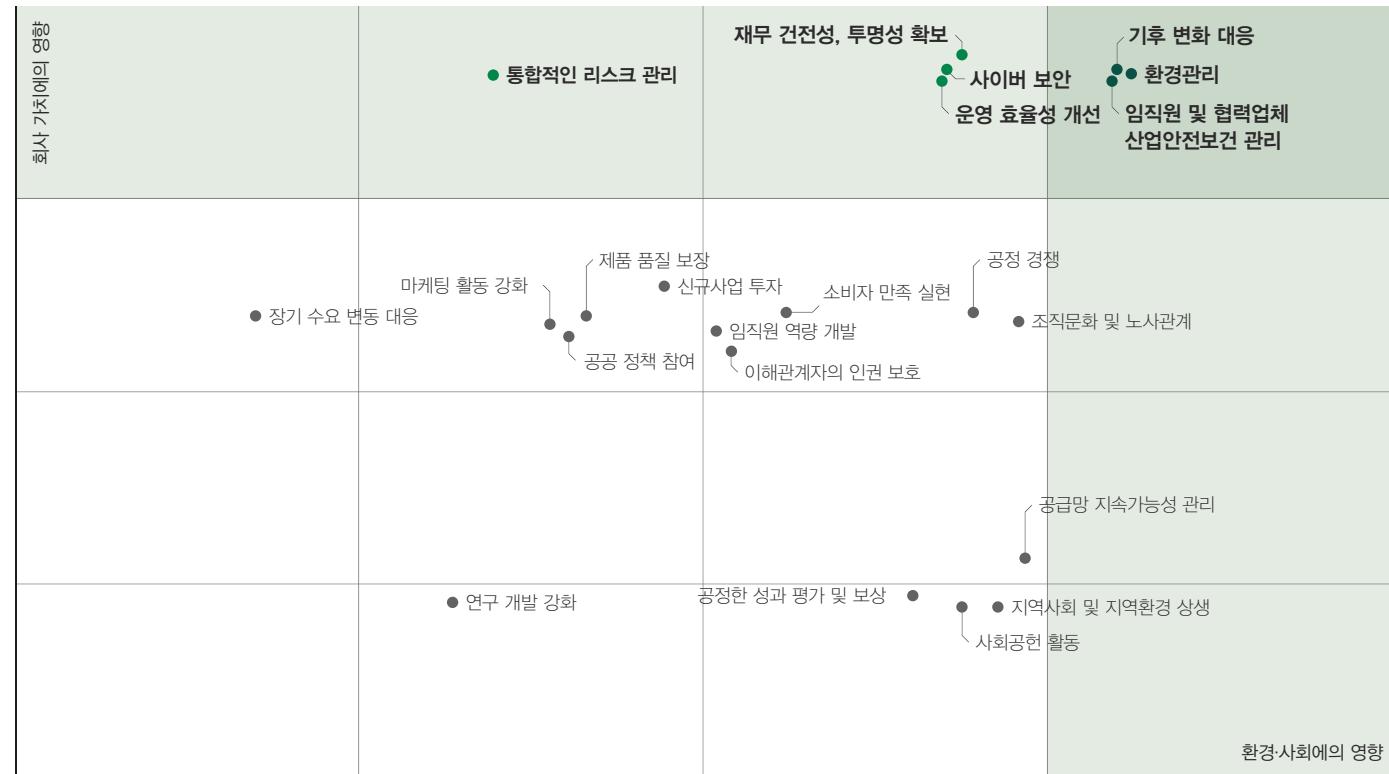 회사 가치에의 영향
재무 건전성, 투명성 확보
기후 변화 대응
통합적인 리스크 관리
사이버 보안
환경관리
운영 효율성 개선
임직원 및 협력업체
산업안전보건 관리
제품 품질 보장
공정 경쟁
마케팅 활동 강화
신규사업 투자
소비자 만족 실현
장기 수요 변동 대응
임직원 역량 개발
조직문화 및 노사관계
공공 정책 참여
이해관계자의 인권 보호
공급망 지속가능성 관리
연구 개발 강화
공정한 성과 평가 및 보상
지역사회 및 지역환경 상생
사회공헌 활동
환경·사회에의 영향